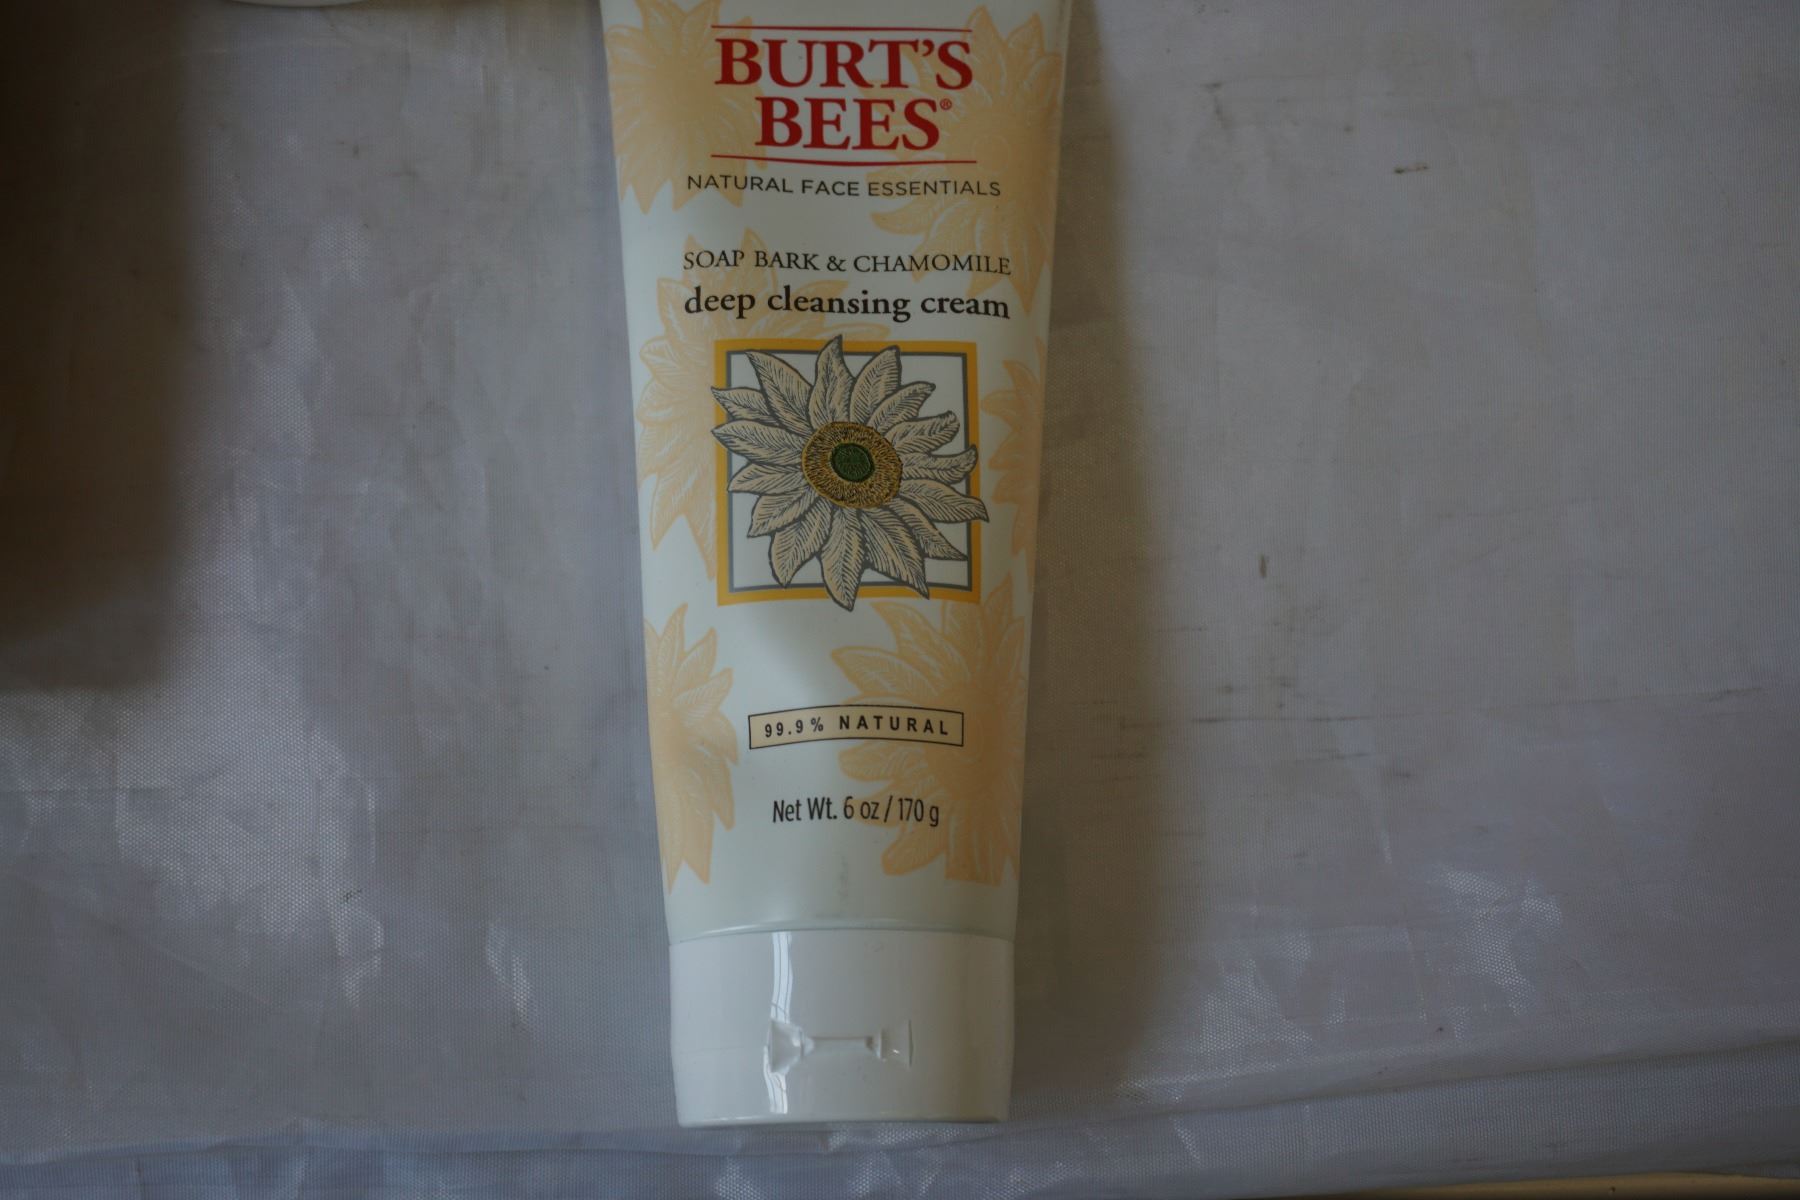 BURT'S
BEES®
NATURAL FACE ESSENTIALS
SOAP BARK & CHAMOMILE
deep cleansing cream
99.9% NATURAL
Net Wt. 6 oz / 170 g